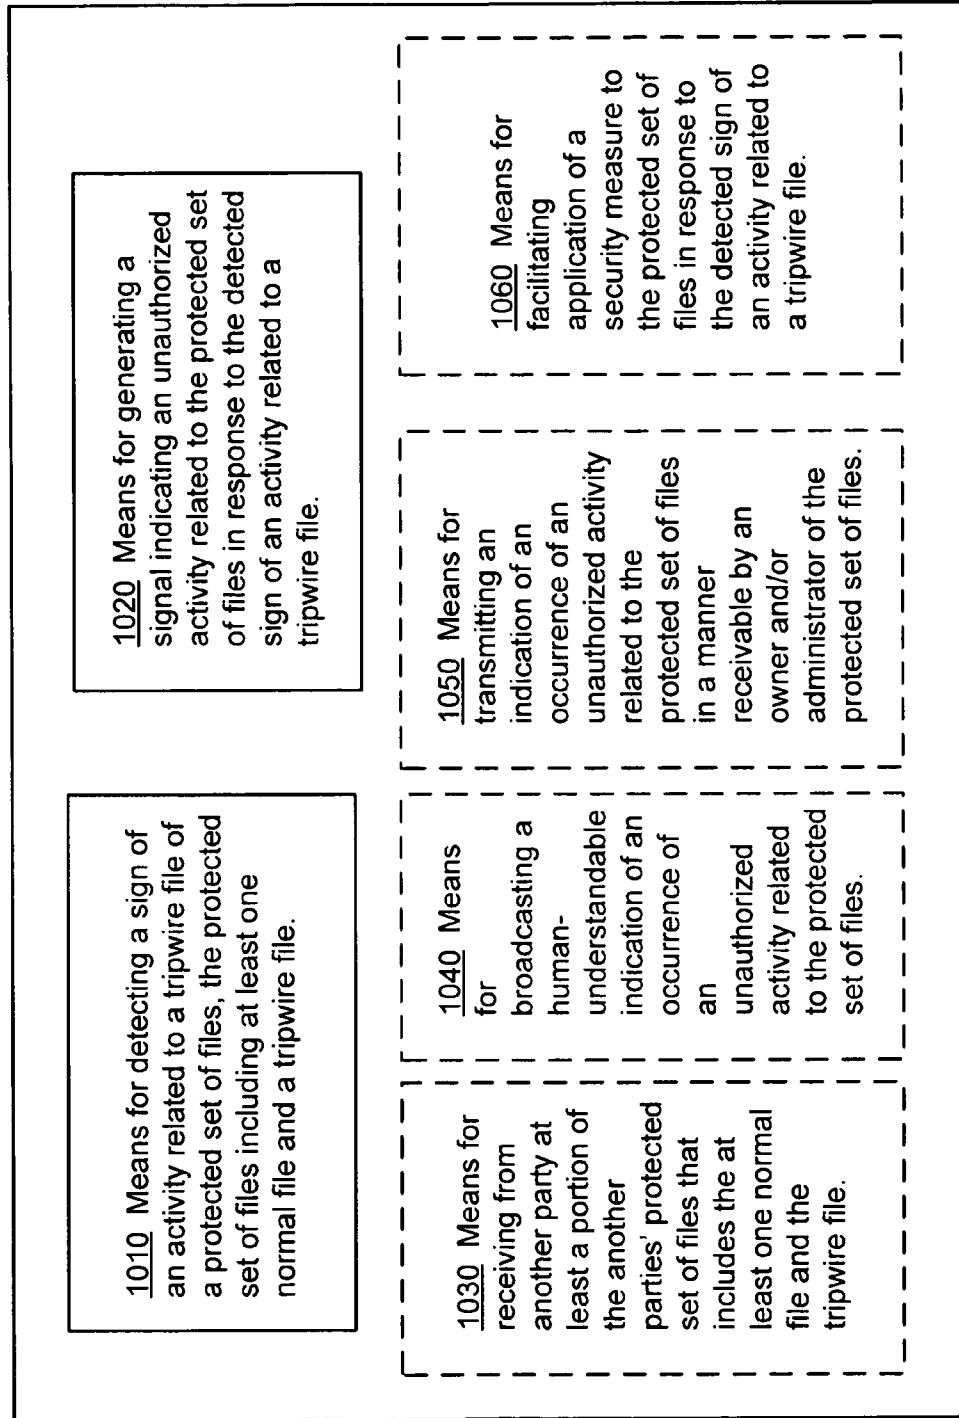 1010 Means for detecting a sign of
an activity related to a tripwire file of
a protected set of files, the protected
set of files including at least one
normal file and a tripwire file.
1020 Means for generating a
signal indicating an unauthorized
activity related to the protected set
of files in response to the detected
sign of an activity related to a
tripwire file.
1030 Means for
receiving from
another party at
least a portion of
the another
parties' protected
set of files that
includes the at
least one normal
file and the
tripwire file.
1040 Means
for
broadcasting a
human-
understandable
indication of an
occurrence of
an
unauthorized
activity related
to the protected
set of files.
1050 Means for
transmitting an
indication of an
occurrence of an
unauthorized activity
related to the
protected set of files
in a manner
receivable by an
owner and/or
administrator of the
protected set of files.
1060 Means for
facilitating
application of a
security measure to
the protected set of
files in response to
the detected sign of
an activity related to
a tripwire file.